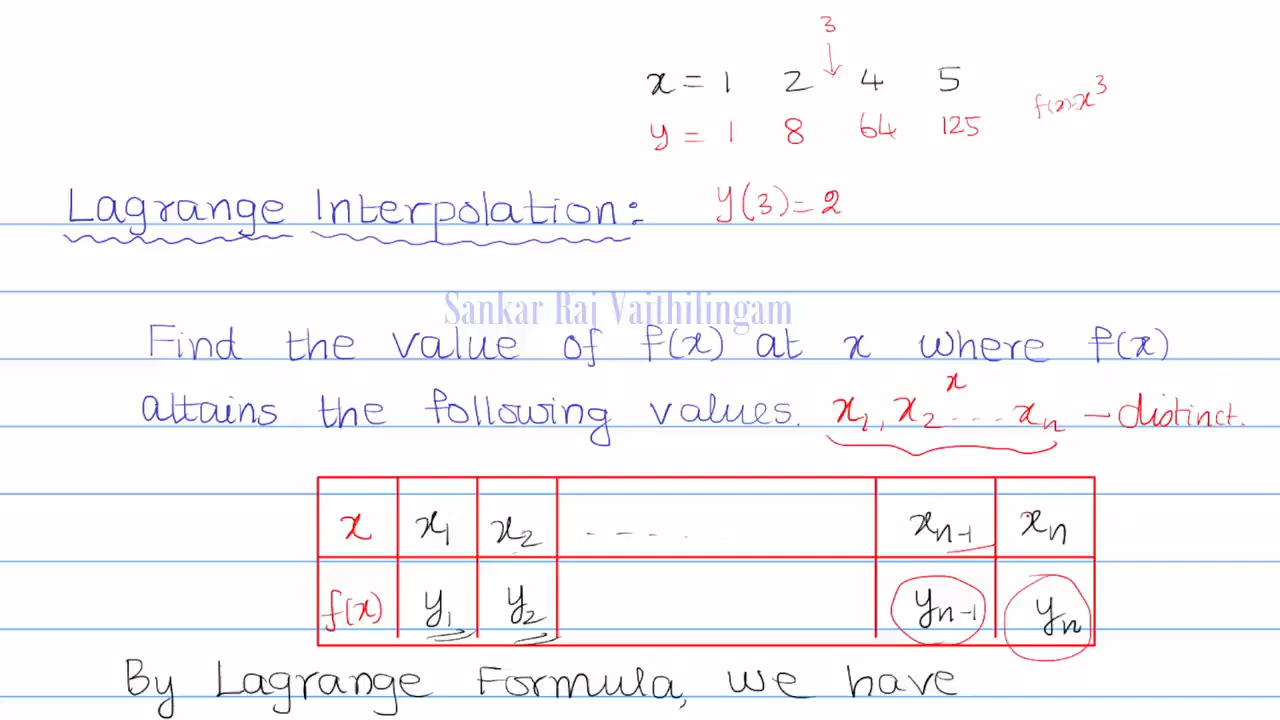 3
x = 1 2 4 5
y = 1 8 64 125 f(x)=x³
Lagrange Interpolation: y(3)=2
Sankar Raj Vaithilingam
Find the value of f(x) at x where f(x)
x
attains the following values. x₁, x₂ ... xₙ – distinct.
x x₁ x₂ ------ xₙ₋₁ xₙ
f(x) y₁ y₂ yₙ₋₁ yₙ
By Lagrange Formula, we have